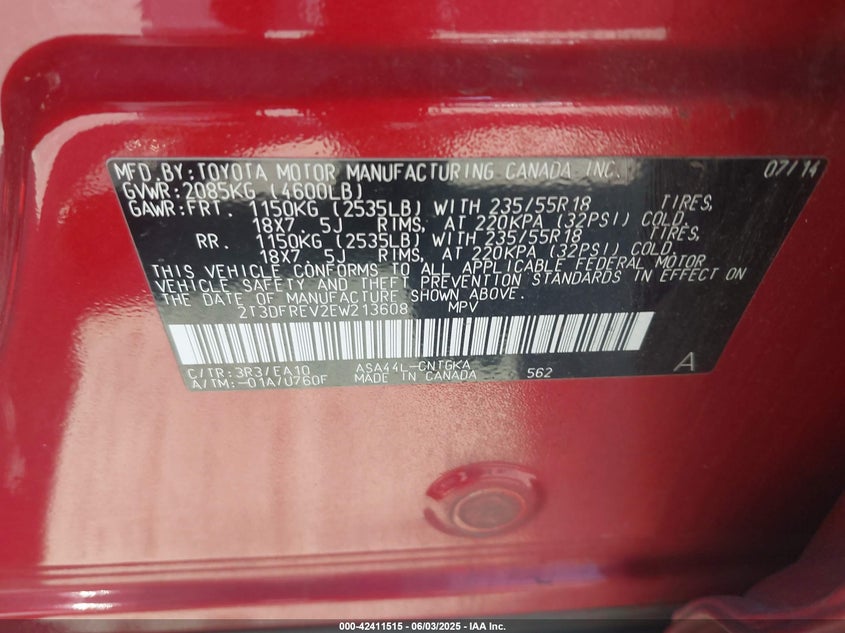 MFD.BY:TOYOTA MOTOR MANUFACTURING CANADA INC. 07/14
GVWR:2085KG (4600LB)
GAWR:FRT. 1150KG (2535LB) WITH 235/55R18 TIRES,
18X7. 5J RIMS, AT 220KPA (32PSI) COLD.
RR. 1150KG (2535LB) WITH 235/55R18 TIRES,
18X7. 5J RIMS, AT 220KPA (32PSI) COLD.
THIS VEHICLE CONFORMS TO ALL APPLICABLE FEDERAL MOTOR
VEHICLE SAFETY AND THEFT PREVENTION STANDARDS IN EFFECT ON
THE DATE OF MANUFACTURE SHOWN ABOVE.
2T3DFREV2EW213608 MPV
C/TR:3R3/EA10 ASA44L-CNTGKA
A/TM:-01A/U760F MADE IN CANADA 562 A
000-42411515 - 06/03/2025 - IAA Inc.